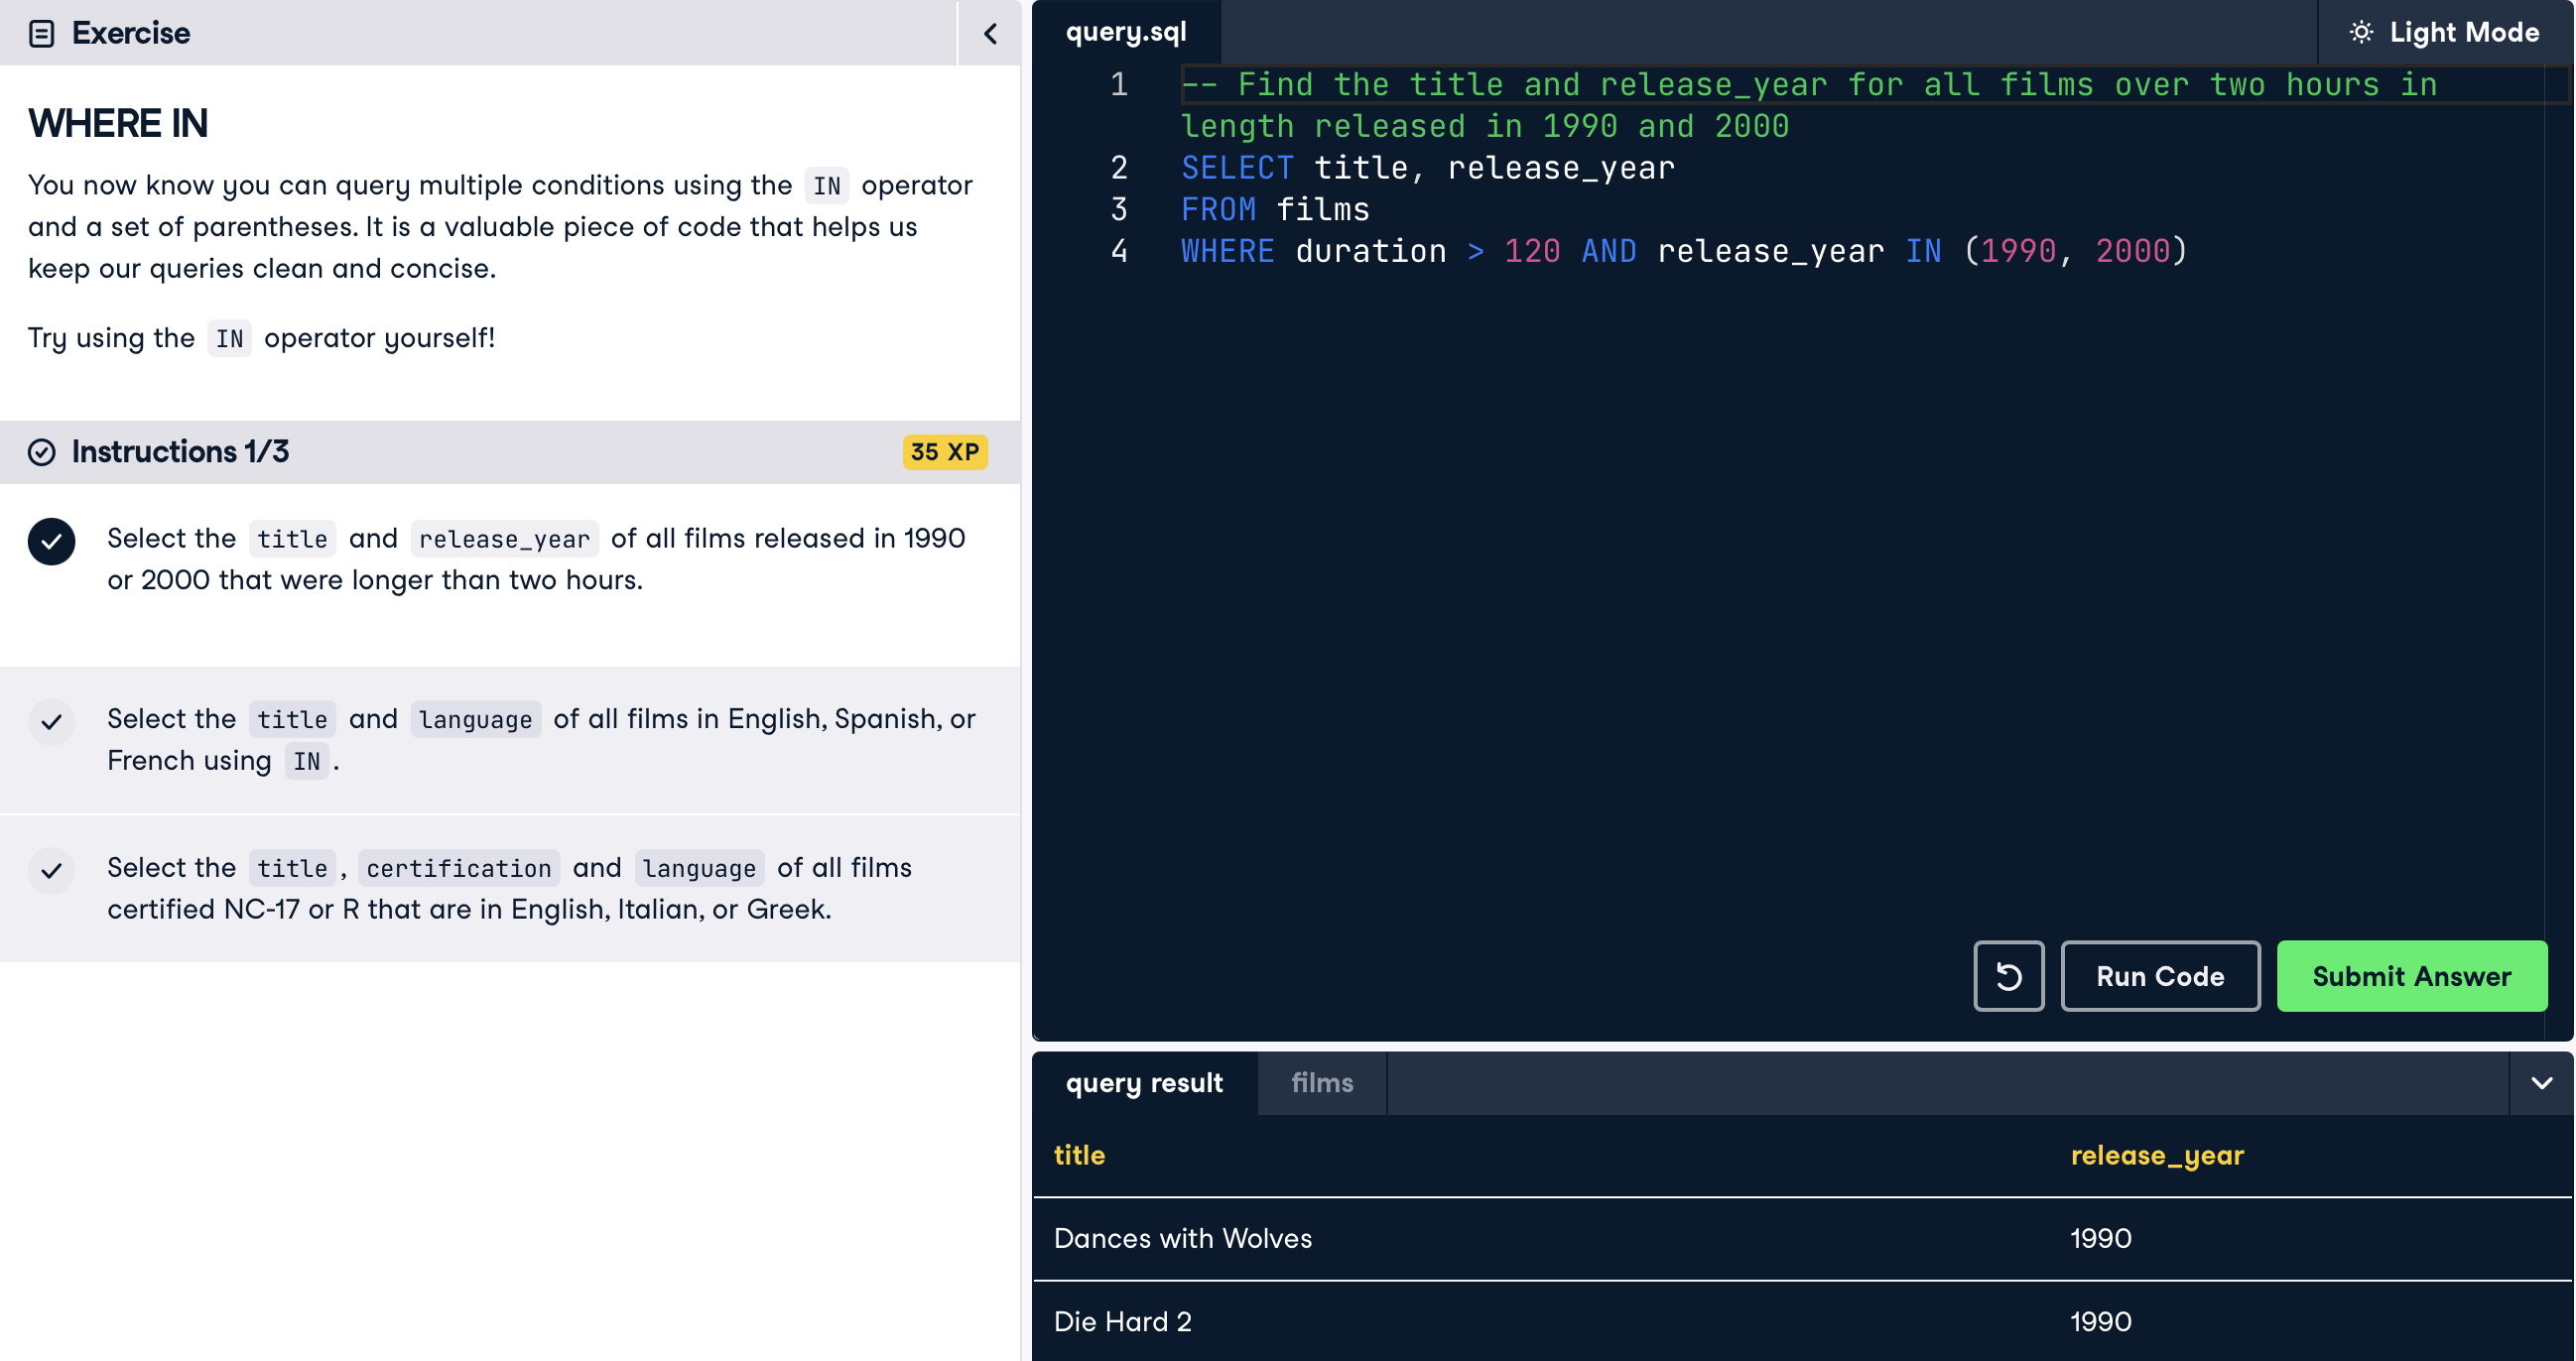 Exercise
WHERE IN
You now know you can query multiple conditions using the IN operator
and a set of parentheses. It is a valuable piece of code that helps us
keep our queries clean and concise.
Try using the IN operator yourself!
Instructions 1/3
35 XP
Select the title and release_year of all films released in 1990
or 2000 that were longer than two hours.
Select the title and language of all films in English, Spanish, or
French using IN.
Select the title, certification and language of all films
certified NC-17 or R that are in English, Italian, or Greek.
query.sql
Light Mode
1 -- Find the title and release_year for all films over two hours in
length released in 1990 and 2000
2 SELECT title, release_year
3 FROM films
4 WHERE duration > 120 AND release_year IN (1990, 2000)
Run Code
Submit Answer
query result
films
title release_year
Dances with Wolves 1990
Die Hard 2 1990